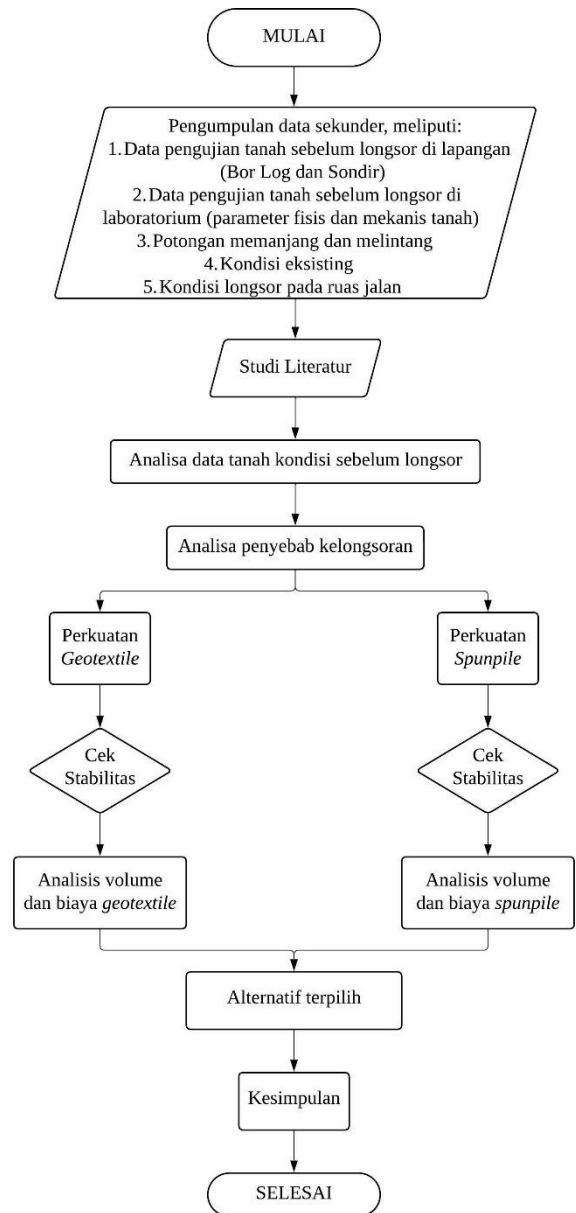 MULAI
Pengumpulan data sekunder, meliputi:
1.Data pengujian tanah sebelum longsor di lapangan
(Bor Log dan Sondir)
2.Data pengujian tanah sebelum longsor di
laboratorium (parameter fisis dan mekanis tanah)
3.Potongan memanjang dan melintang
4.Kondisi eksisting
5.Kondisi longsor pada ruas jalan
Studi Literatur
Analisa data tanah kondisi sebelum longsor
Analisa penyebab kelongsoran
Perkuatan
Geotextile
Perkuatan
Spunpile
Cek
Stabilitas
Cek
Stabilitas
Analisis volume
dan biaya geotextile
Analisis volume
dan biaya spunpile
Alternatif terpilih
Kesimpulan
SELESAI